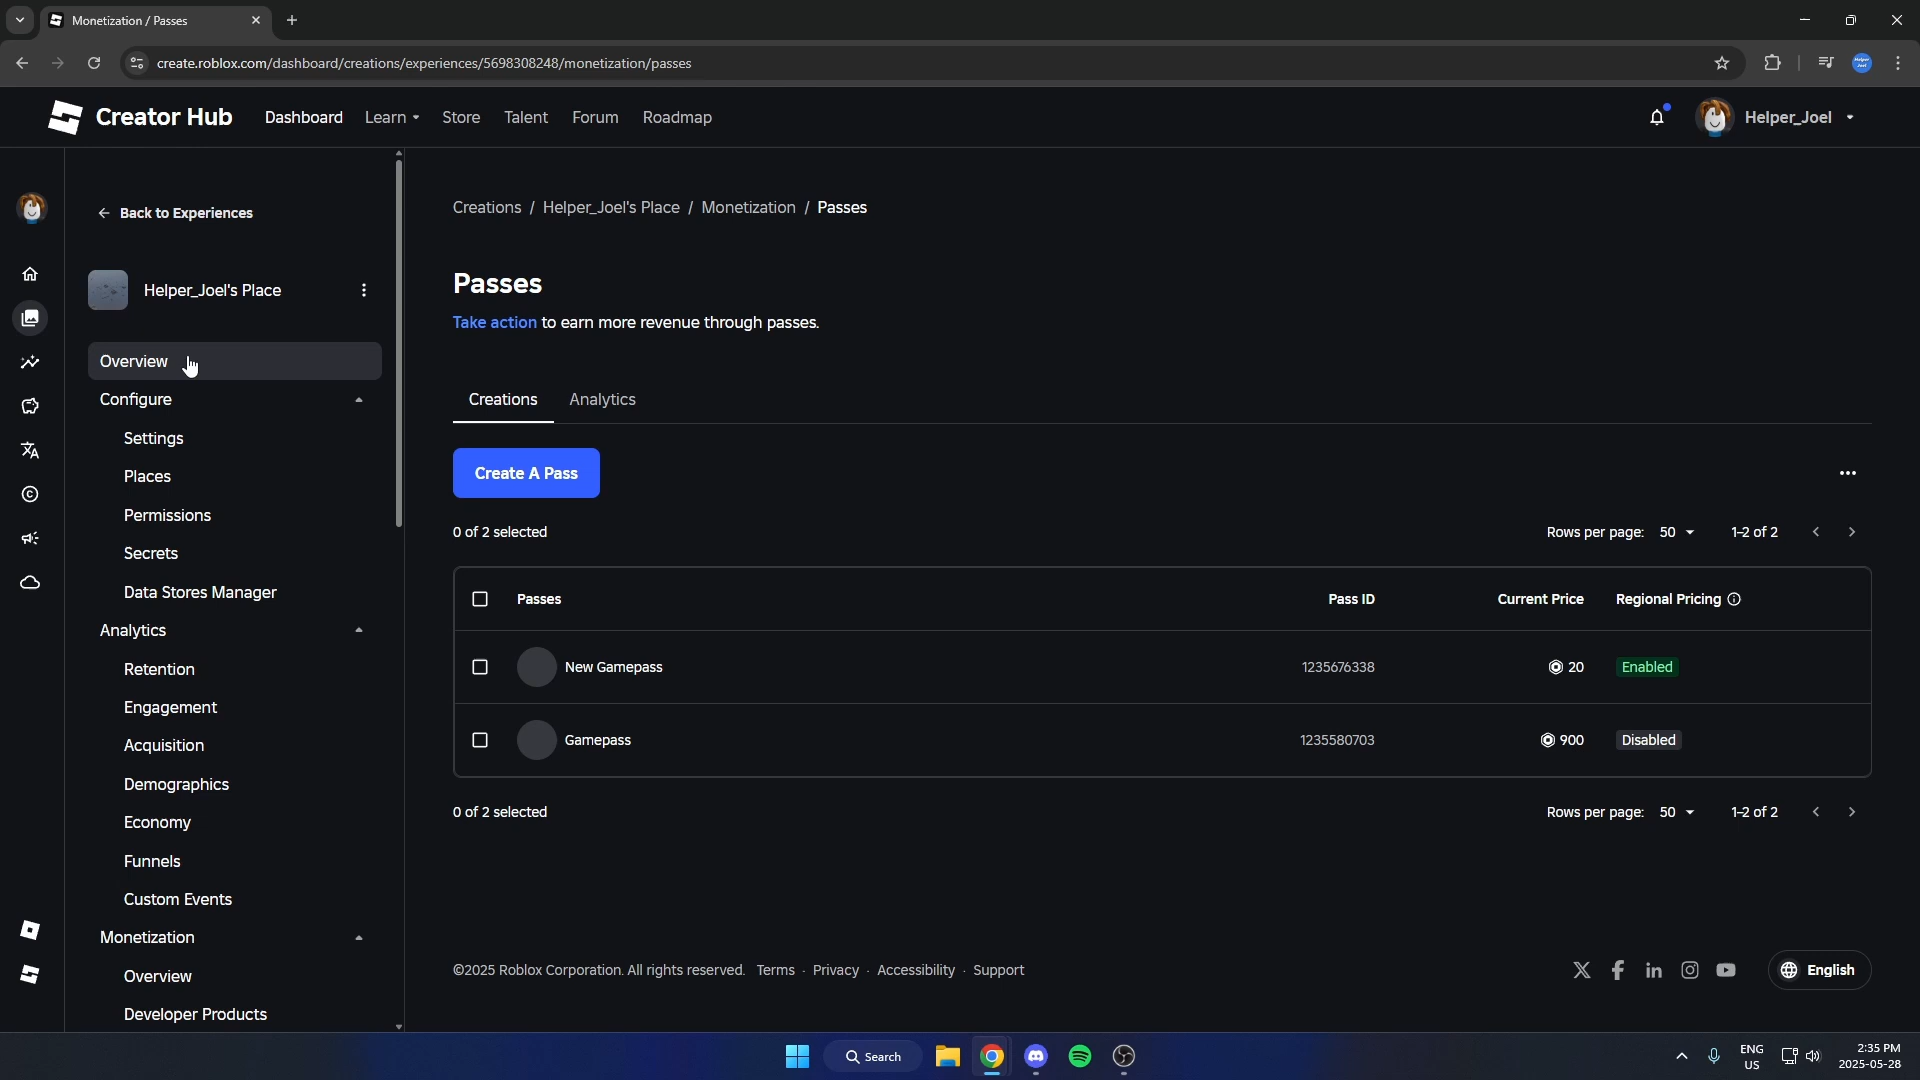 Monetization / Passes
create.roblox.com/dashboard/creations/experiences/5698308248/monetization/passes
Creator Hub Dashboard Learn Store Talent Forum Roadmap Helper_Joel
Back to Experiences
Helper_Joel's Place
Overview
Configure
Settings
Places
Permissions
Secrets
Data Stores Manager
Analytics
Retention
Engagement
Acquisition
Demographics
Economy
Funnels
Custom Events
Monetization
Overview
Developer Products
Creations / Helper_Joel's Place / Monetization / Passes
Passes
Take action to earn more revenue through passes.
Creations Analytics
Create A Pass
0 of 2 selected Rows per page: 50 1-2 of 2
Passes Pass ID Current Price Regional Pricing
New Gamepass 1235676338 20 Enabled
Gamepass 1235580703 900 Disabled
0 of 2 selected Rows per page: 50 1-2 of 2
©2025 Roblox Corporation. All rights reserved. Terms · Privacy · Accessibility · Support English
Search
ENG
US
2:35 PM
2025-05-28